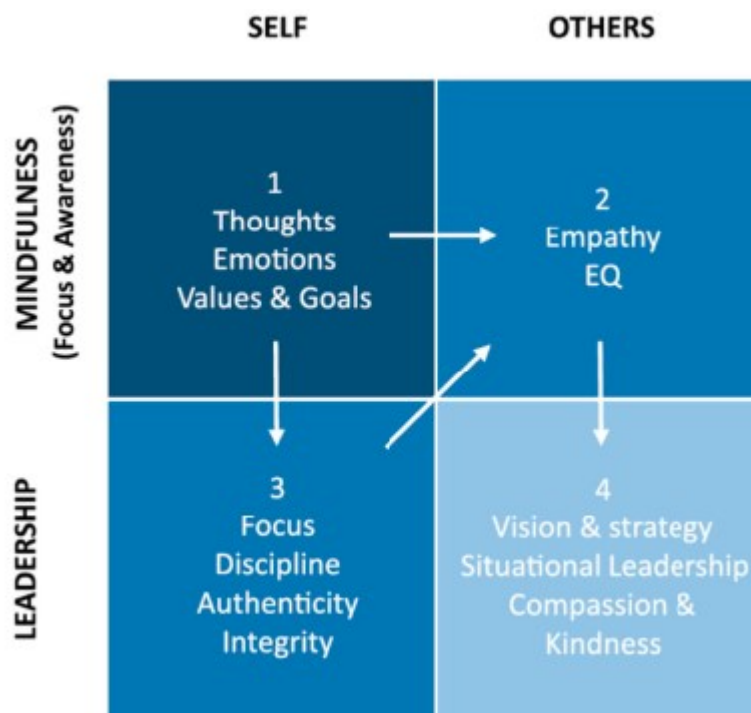 SELF
OTHERS
MINDFULNESS
(Focus & Awareness)
1
Thoughts
Emotions
Values & Goals
2
Empathy
EQ
LEADERSHIP
3
Focus
Discipline
Authenticity
Integrity
4
Vision & strategy
Situational Leadership
Compassion &
Kindness